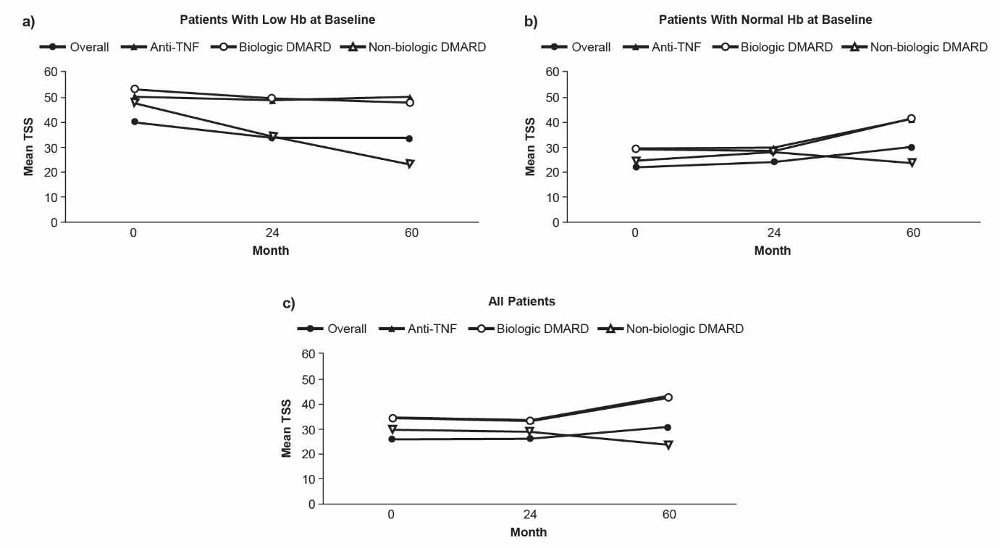 a) Patients With Low Hb at Baseline
Overall Anti-TNF Biologic DMARD Non-biologic DMARD
60
50
40
30
20
10
0
Mean TSS
0 24 60
Month
b) Patients With Normal Hb at Baseline
Overall Anti-TNF Biologic DMARD Non-biologic DMARD
60
50
40
30
20
10
0
Mean TSS
0 24 60
Month
c) All Patients
Overall Anti-TNF Biologic DMARD Non-biologic DMARD
60
50
40
30
20
10
0
Mean TSS
0 24 60
Month